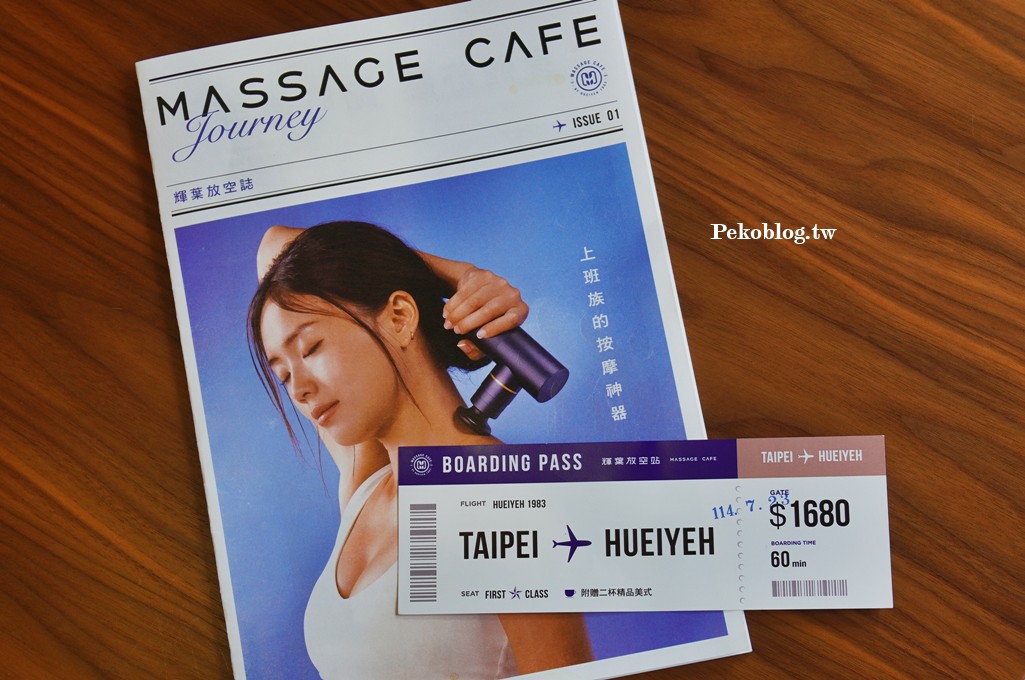 MASSAGE CAFE
Journey
MASSAGE CAFE
ISSUE 01
輝葉放空誌
Pekoblog.tw
上班族的按摩神器
BOARDING PASS 輝葉放空站 MASSAGE CAFE
TAIPEI HUEIYEH
FLIGHT HUEIYEH 1983
TAIPEI HUEIYEH
SEAT FIRST CLASS 附贈二杯精品美式
GATE
114. 7. 23
$1680
BOARDING TIME
60 min